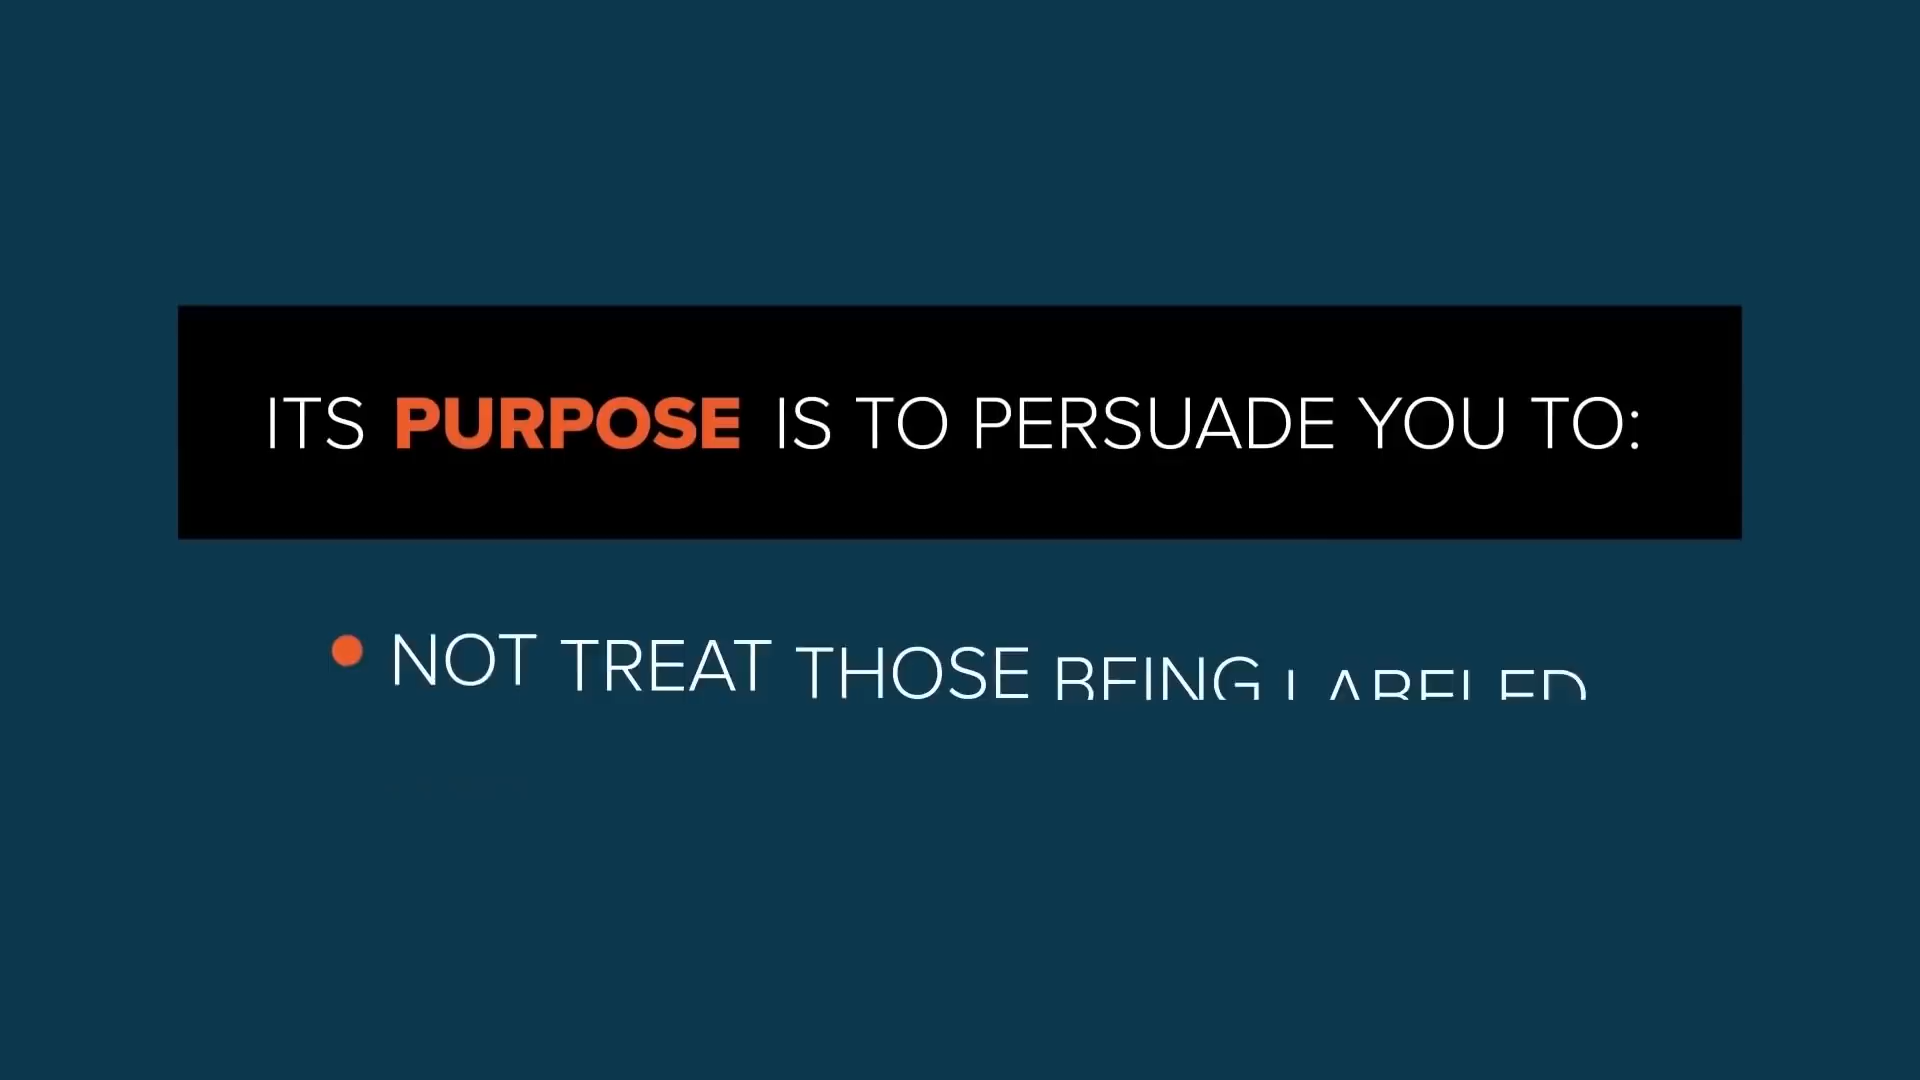 ITS PURPOSE IS TO PERSUADE YOU TO:
• NOT TREAT THOSE BEING LABELED